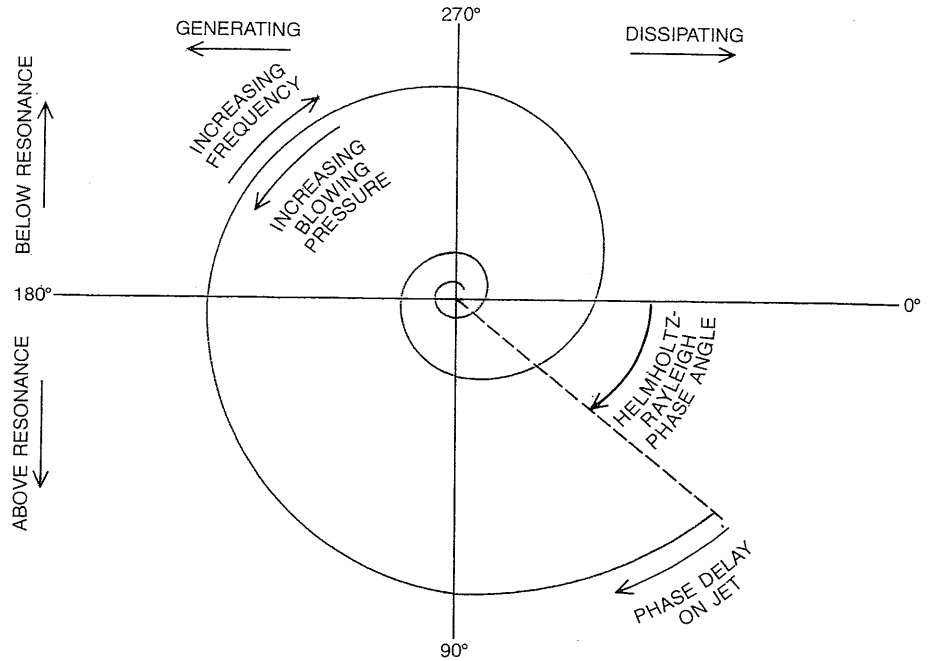 270°
GENERATING
DISSIPATING
BELOW RESONANCE
INCREASING
FREQUENCY
INCREASING
BLOWING
PRESSURE
180°
0°
HELMHOLTZ-
RAYLEIGH
PHASE ANGLE
ABOVE RESONANCE
PHASE DELAY
ON JET
90°